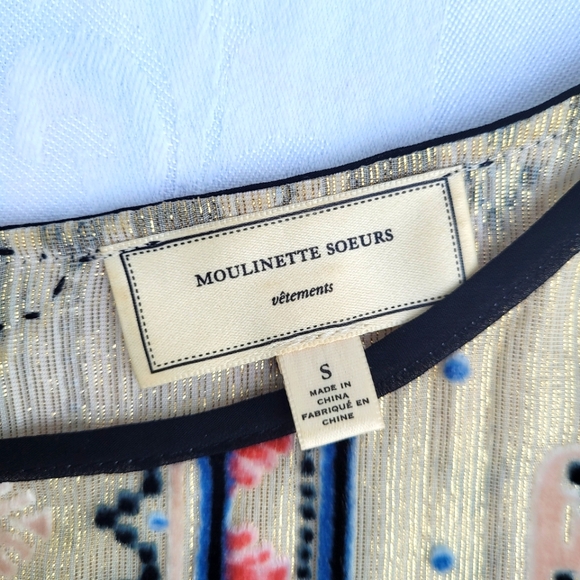 MOULINETTE SOEURS
vêtements
S
MADE IN
CHINA
FABRIQUÉ EN
CHINE